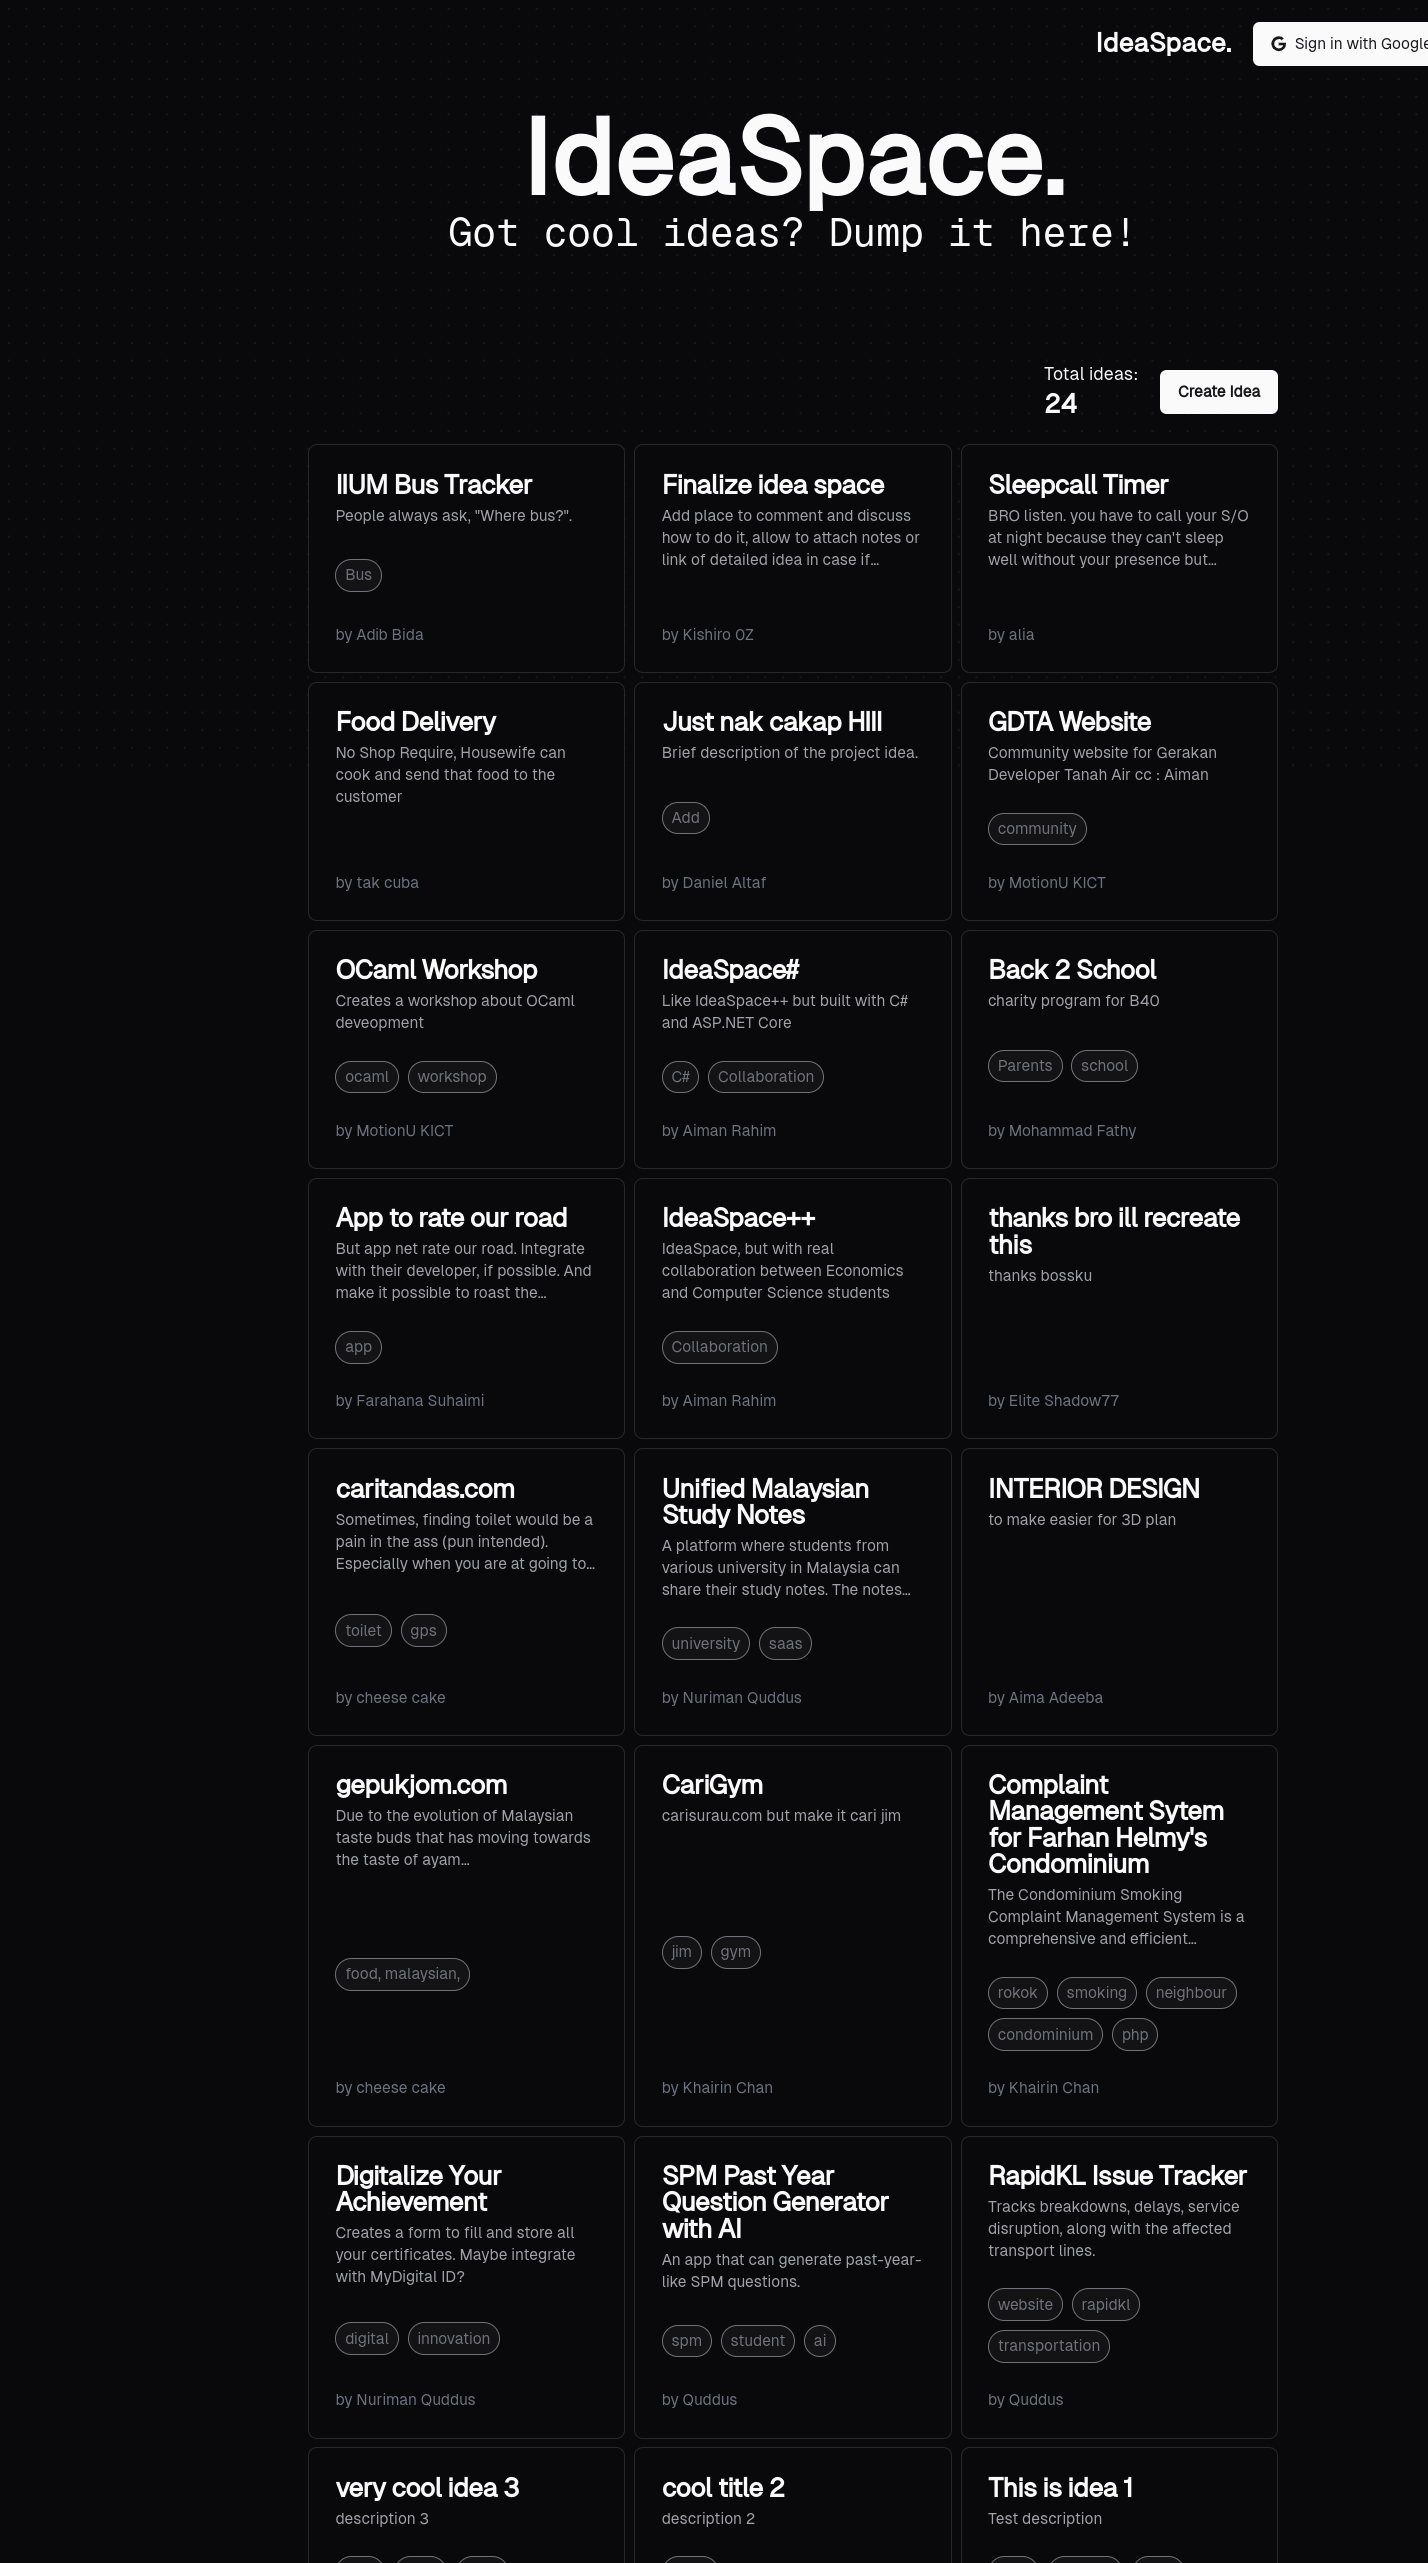 IdeaSpace.
Sign in with Google
IdeaSpace.
Got cool ideas? Dump it here!
Total ideas:
24
Create Idea
IIUM Bus Tracker
People always ask, "Where bus?".
Bus
by Adib Bida
Finalize idea space
Add place to comment and discuss
how to do it, allow to attach notes or
link of detailed idea in case if...
by Kishiro 0Z
Sleepcall Timer
BRO listen. you have to call your S/O
at night because they can't sleep
well without your presence but...
by alia
Food Delivery
No Shop Require, Housewife can
cook and send that food to the
customer
by tak cuba
Just nak cakap HIII
Brief description of the project idea.
Add
by Daniel Altaf
GDTA Website
Community website for Gerakan
Developer Tanah Air cc : Aiman
community
by MotionU KICT
OCaml Workshop
Creates a workshop about OCaml
deveopment
ocaml
workshop
by MotionU KICT
IdeaSpace#
Like IdeaSpace++ but built with C#
and ASP.NET Core
C#
Collaboration
by Aiman Rahim
Back 2 School
charity program for B40
Parents
school
by Mohammad Fathy
App to rate our road
But app net rate our road. Integrate
with their developer, if possible. And
make it possible to roast the...
app
by Farahana Suhaimi
IdeaSpace++
IdeaSpace, but with real
collaboration between Economics
and Computer Science students
Collaboration
by Aiman Rahim
thanks bro ill recreate
this
thanks bossku
by Elite Shadow77
caritandas.com
Sometimes, finding toilet would be a
pain in the ass (pun intended).
Especially when you are at going to...
toilet
gps
by cheese cake
Unified Malaysian
Study Notes
A platform where students from
various university in Malaysia can
share their study notes. The notes...
university
saas
by Nuriman Quddus
INTERIOR DESIGN
to make easier for 3D plan
by Aima Adeeba
gepukjom.com
Due to the evolution of Malaysian
taste buds that has moving towards
the taste of ayam...
food, malaysian,
by cheese cake
CariGym
carisurau.com but make it cari jim
jim
gym
by Khairin Chan
Complaint
Management Sytem
for Farhan Helmy's
Condominium
The Condominium Smoking
Complaint Management System is a
comprehensive and efficient...
rokok
smoking
neighbour
condominium
php
by Khairin Chan
Digitalize Your
Achievement
Creates a form to fill and store all
your certificates. Maybe integrate
with MyDigital ID?
digital
innovation
by Nuriman Quddus
SPM Past Year
Question Generator
with AI
An app that can generate past-year-
like SPM questions.
spm
student
ai
by Quddus
RapidKL Issue Tracker
Tracks breakdowns, delays, service
disruption, along with the affected
transport lines.
website
rapidkl
transportation
by Quddus
very cool idea 3
description 3
cool title 2
description 2
This is idea 1
Test description